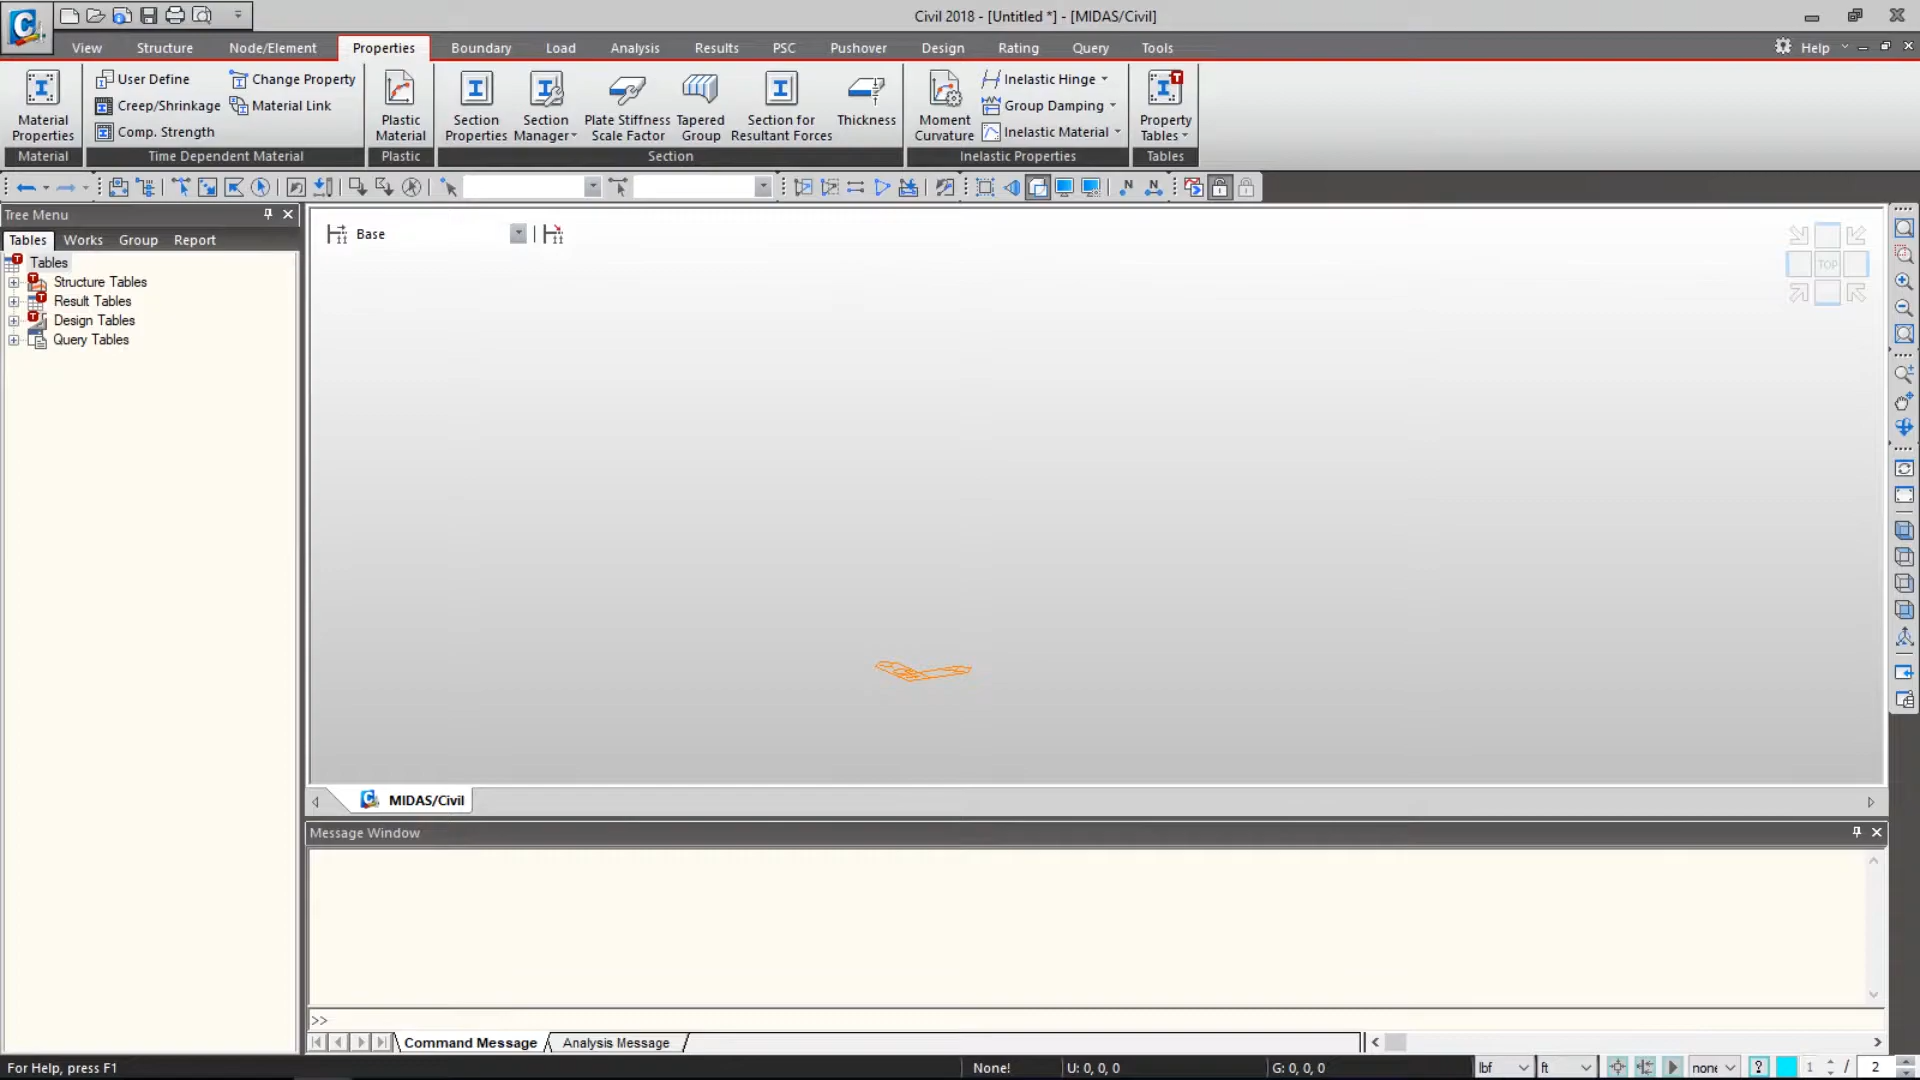 Civil 2018 - [Untitled *] - [MIDAS/Civil]
View Structure Node/Element Properties Boundary Load Analysis Results PSC Pushover Design Rating Query Tools Help
Material Properties
User Define
Creep/Shrinkage
Comp. Strength
Change Property
Material Link
Plastic Material
Section Properties
Section Manager
Plate Stiffness Scale Factor
Tapered Group
Section for Resultant Forces
Thickness
Moment Curvature
Inelastic Hinge
Group Damping
Inelastic Material
Property Tables
Material Time Dependent Material Plastic Section Inelastic Properties Tables
Tree Menu
Tables Works Group Report
Tables
Structure Tables
Result Tables
Design Tables
Query Tables
Base
TOP
MIDAS/Civil
Message Window
>>
Command Message Analysis Message
For Help, press F1 None! U: 0, 0, 0 G: 0, 0, 0 lbf ft none 1 / 2